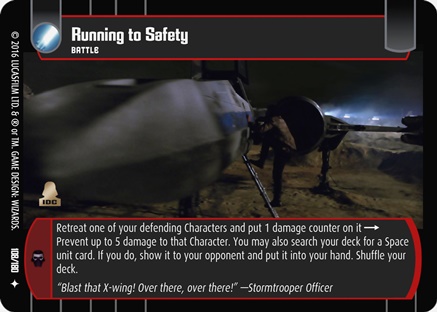 Running to Safety
BATTLE
© 2016 LUCASFILM LTD. & ® or TM. GAME DESIGN: WIZARDS.
IDC
Retreat one of your defending Characters and put 1 damage counter on it →
Prevent up to 5 damage to that Character. You may also search your deck for a Space
unit card. If you do, show it to your opponent and put it into your hand. Shuffle your
deck.
“Blast that X-wing! Over there, over there!” —Stormtrooper Officer